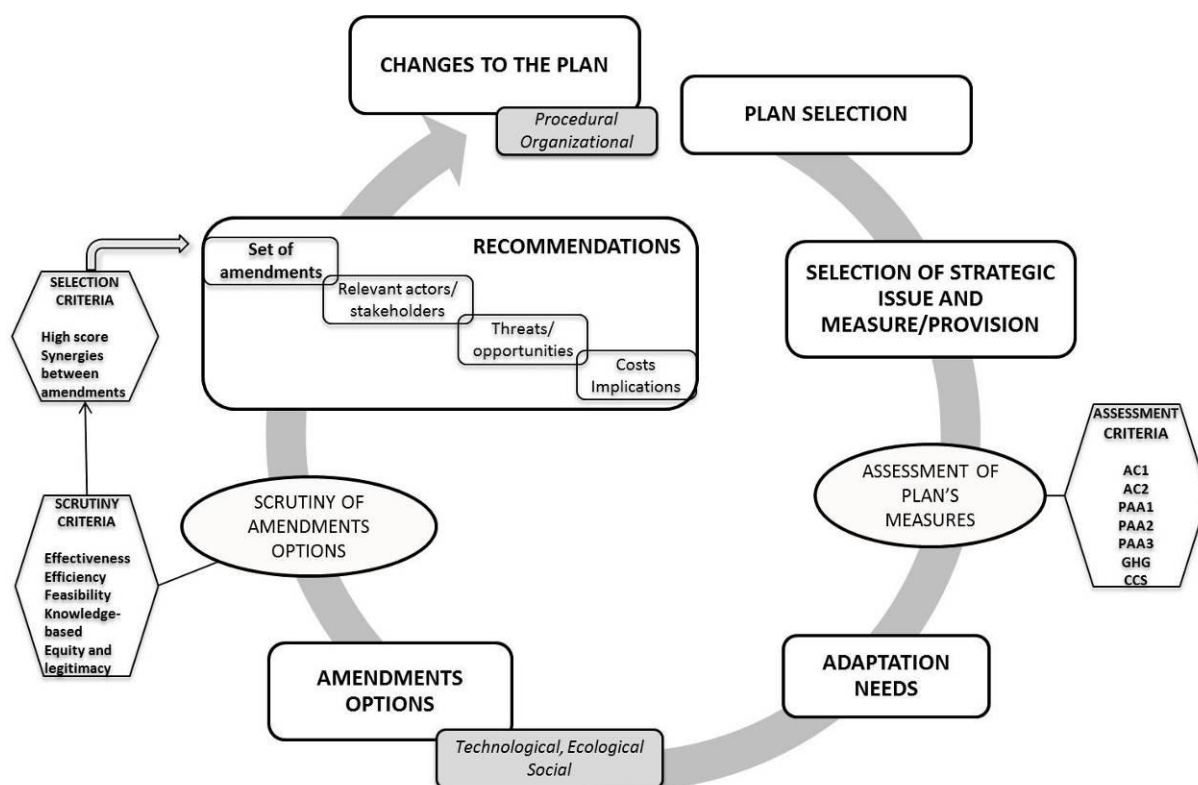 CHANGES TO THE PLAN
Procedural
Organizational
PLAN SELECTION
RECOMMENDATIONS
Set of
amendments
Relevant actors/
stakeholders
Threats/
opportunities
Costs
Implications
SELECTION OF STRATEGIC
ISSUE AND
MEASURE/PROVISION
SELECTION
CRITERIA
High score
Synergies
between
amendments
ASSESSMENT
CRITERIA
AC1
AC2
PAA1
PAA2
PAA3
GHG
CCS
ASSESSMENT OF
PLAN'S
MEASURES
SCRUTINY OF
AMENDMENTS
OPTIONS
SCRUTINY
CRITERIA
Effectiveness
Efficiency
Feasibility
Knowledge-
based
Equity and
legitimacy
ADAPTATION
NEEDS
AMENDMENTS
OPTIONS
Technological, Ecological
Social